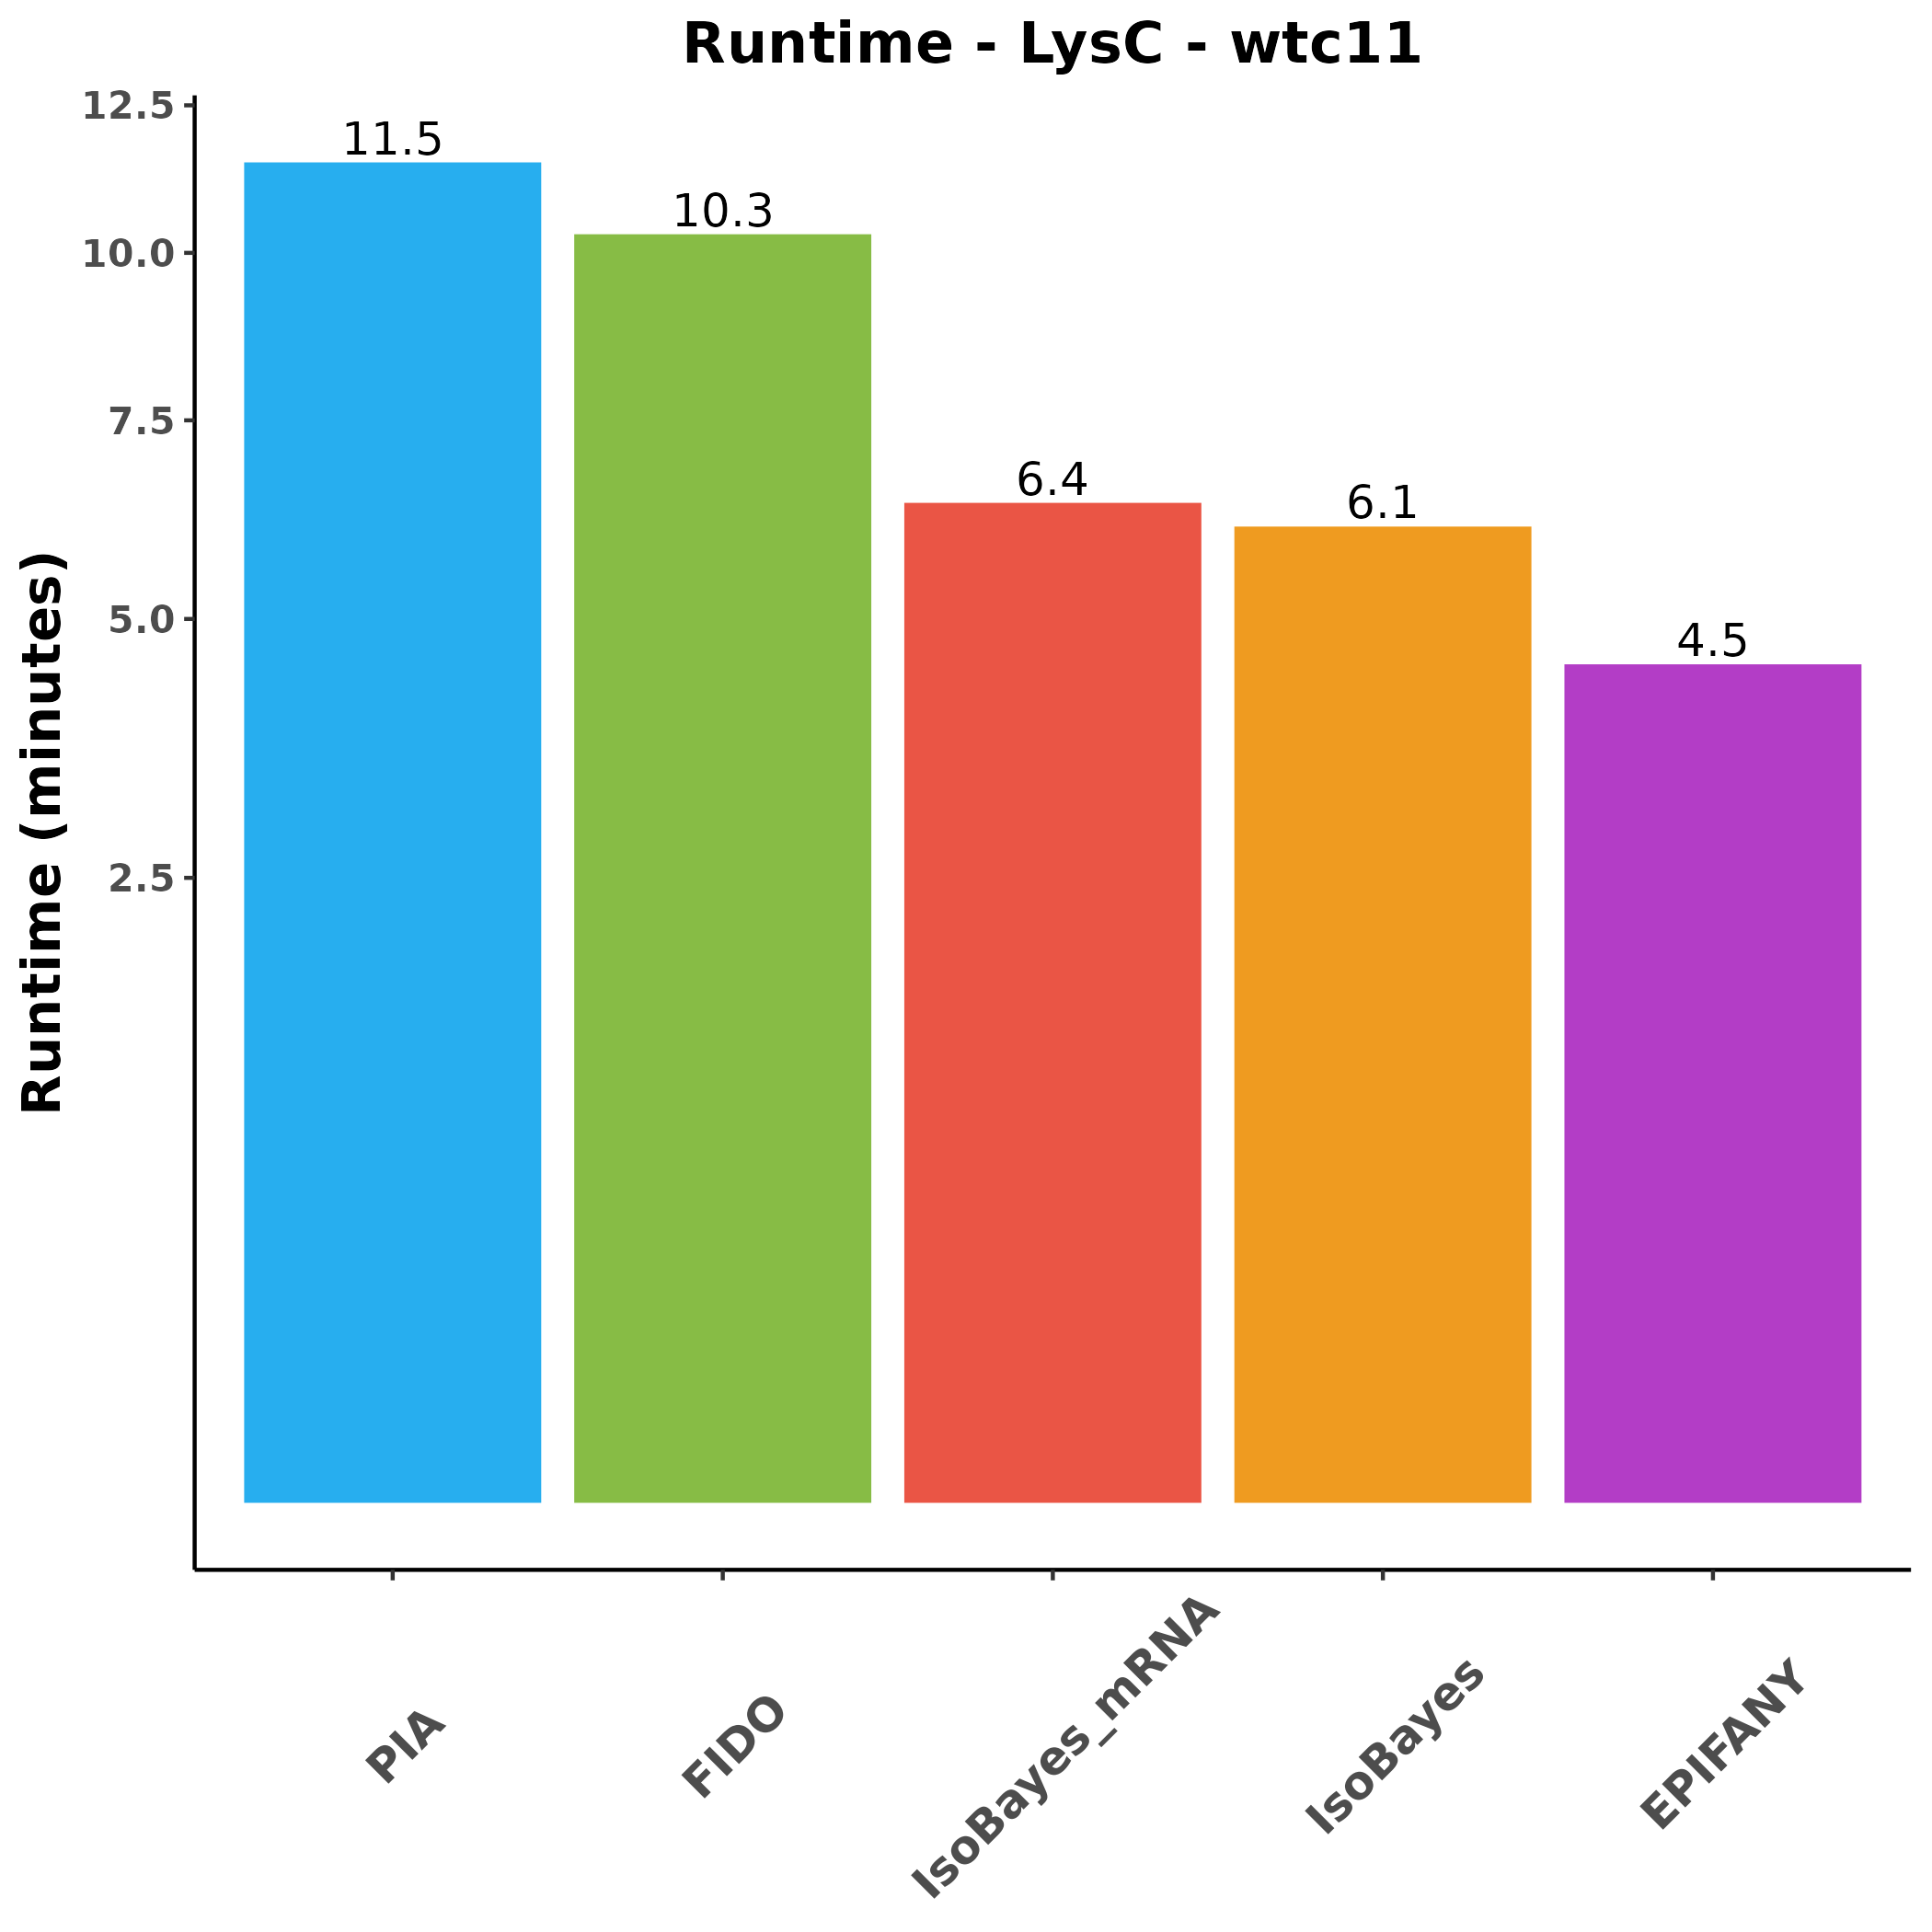 Runtime - LysC - wtc11
Runtime (minutes)
12.5
10.0
7.5
5.0
2.5
11.5
10.3
6.4
6.1
4.5
PIA
FIDO
IsoBayes_mRNA
IsoBayes
EPIFANY